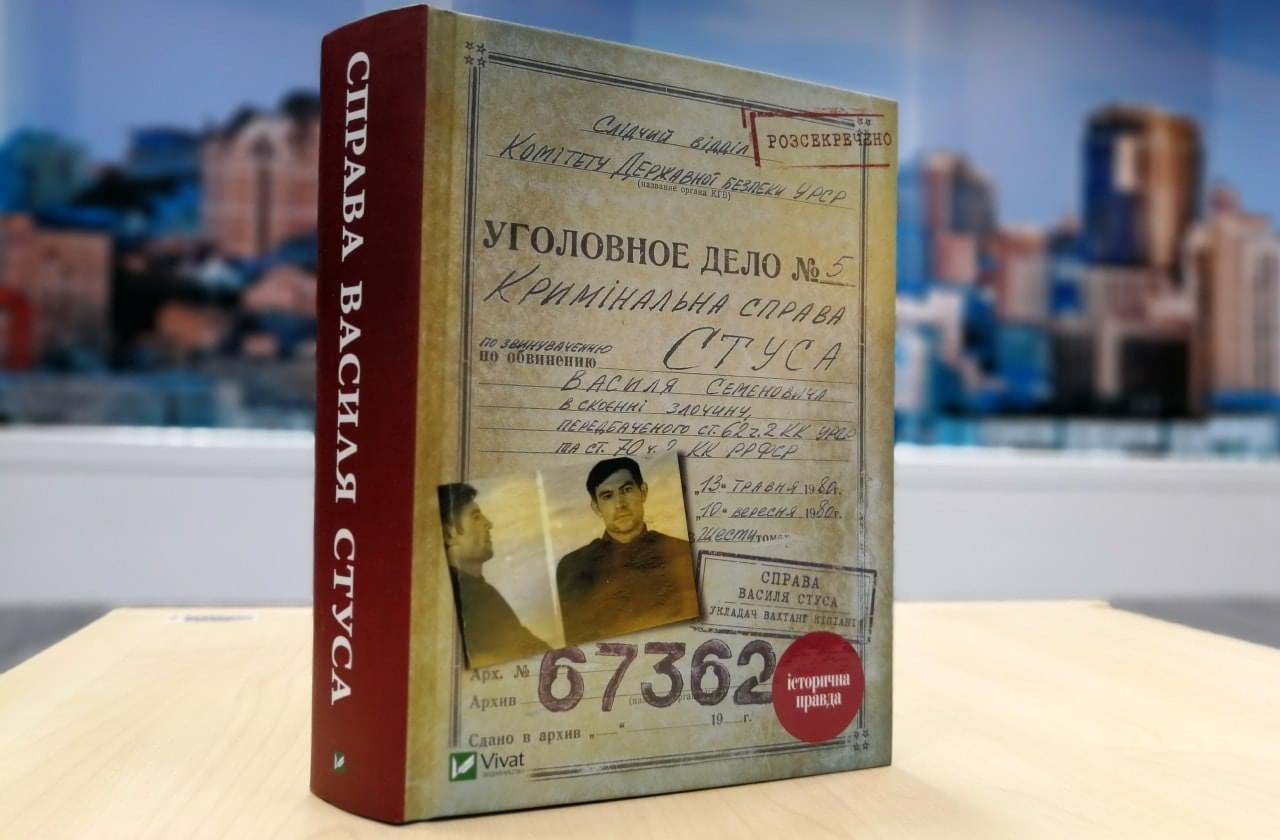 СПРАВА ВАСИЛЯ СТУСА
РОЗСЕКРЕЧЕНО
Слідчий відділ
Комітету Державної безпеки УРСР
(название органа КГБ)
УГОЛОВНОЕ ДЕЛО № 5
Кримінальна справа
Стуса
по звинуваченню
по обвинению
Василя Семеновича
в скоєнні злочину,
передбаченого ст. 62 ч. 2 КК УРСР
та ст. 70 ч. 2 КК РРФСР
„13“ травня 1980г.
„10“ вересня 1980г.
в шести
СПРАВА
ВАСИЛЯ СТУСА
УКЛАДАЧ ВАХТАНГ КІПІАНІ
Арх. № 67362
Архив
19 г.
Сдано в архив „ “
історична
правда
Vivat
ВИДАВНИЦТВО